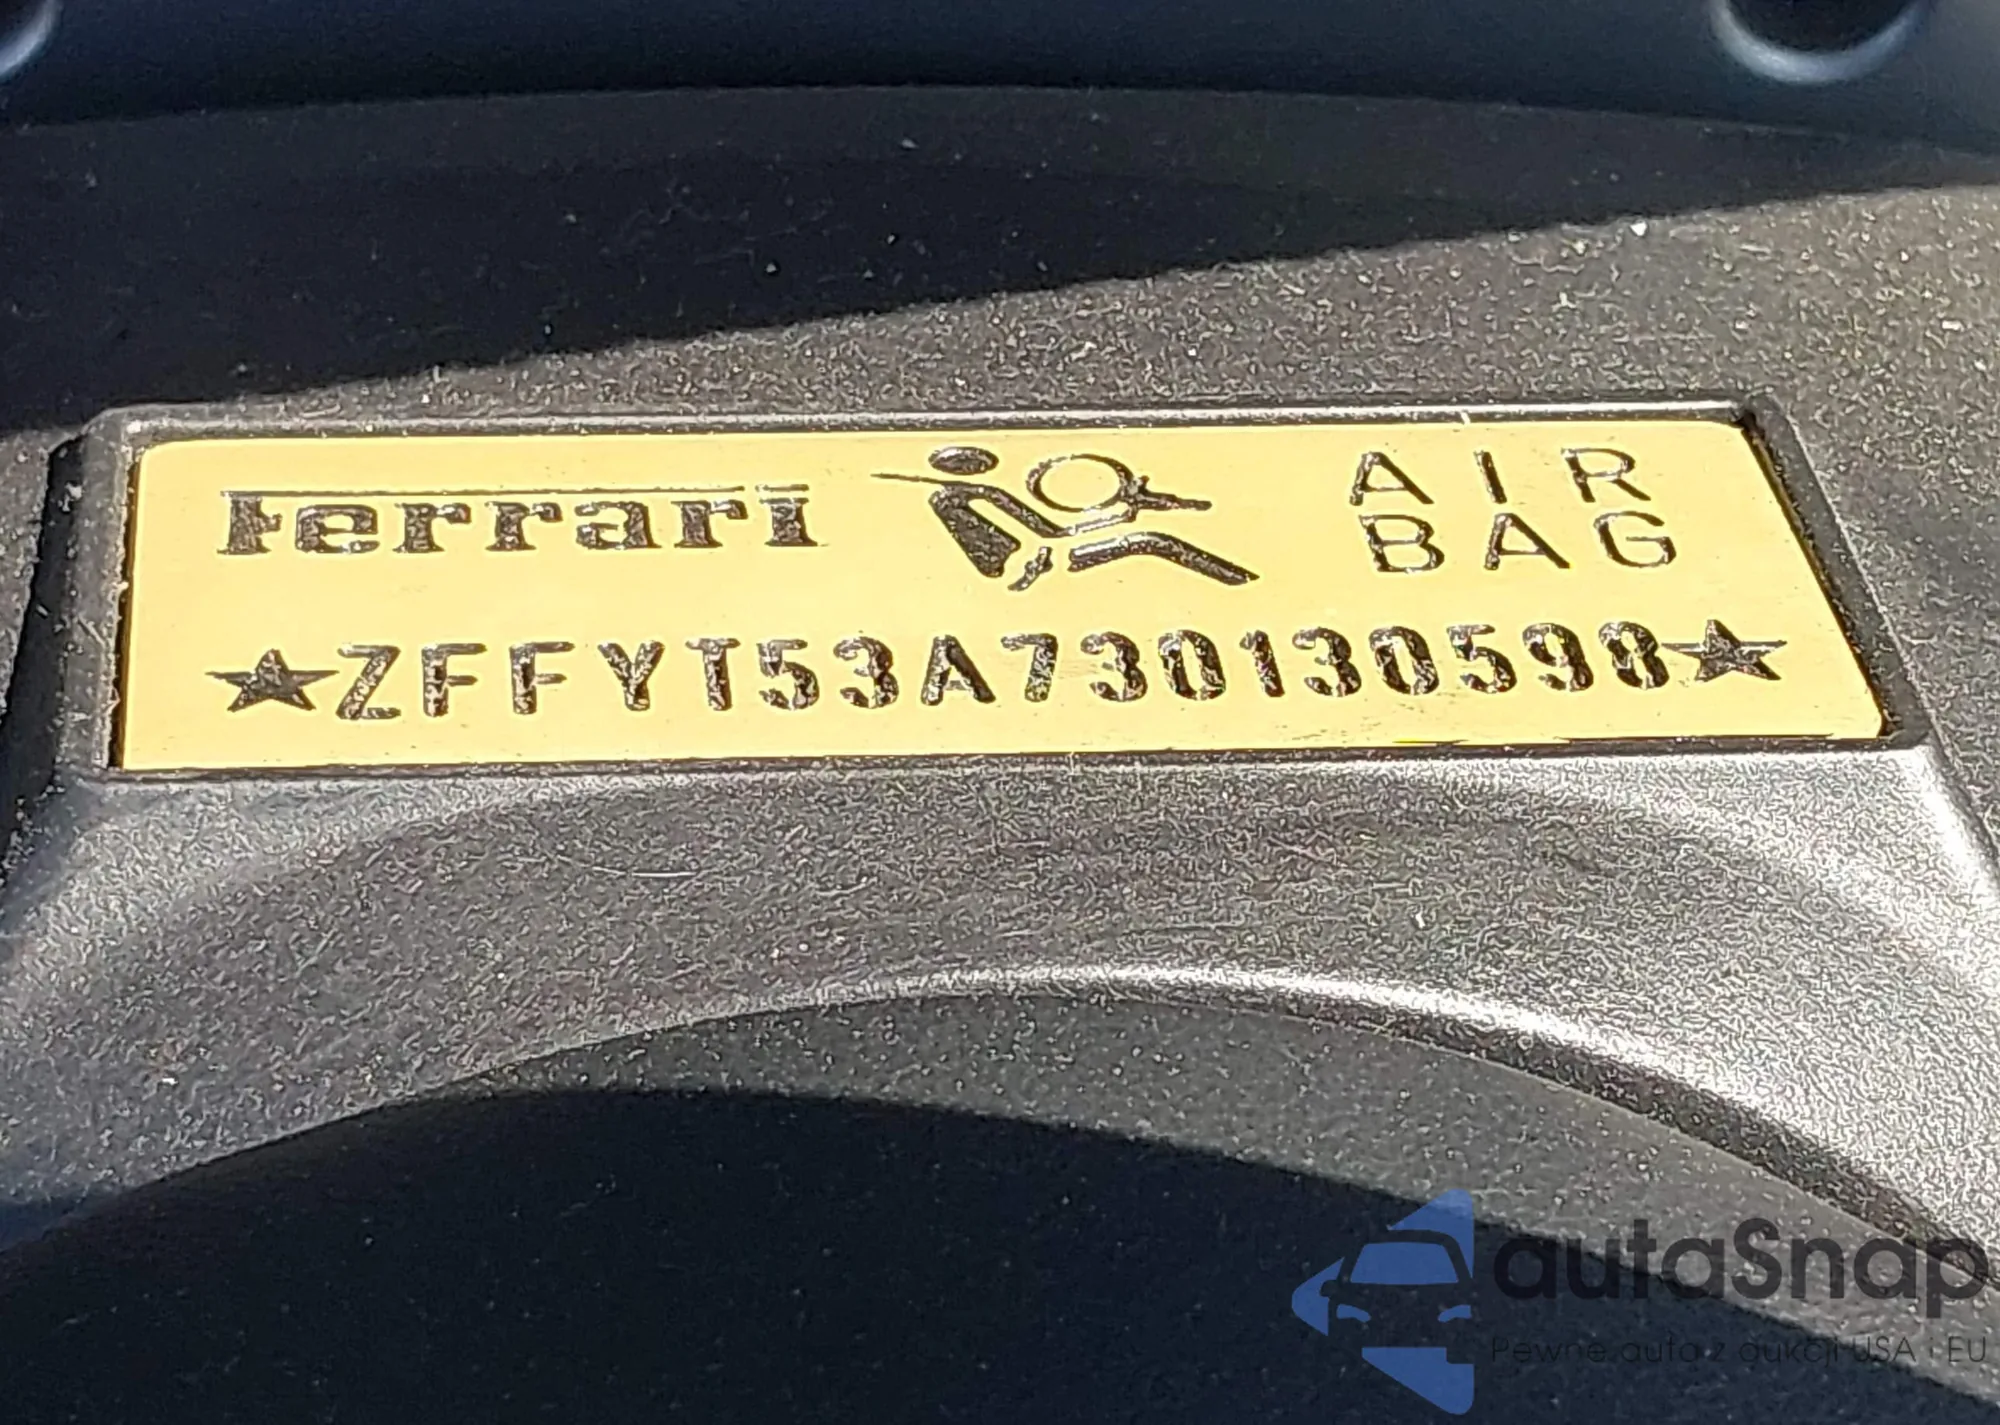 Ferrari
AIR
BAG
★ZFFYT53A730130598★
autaSnap
Pewne auta z aukcji USA i EU